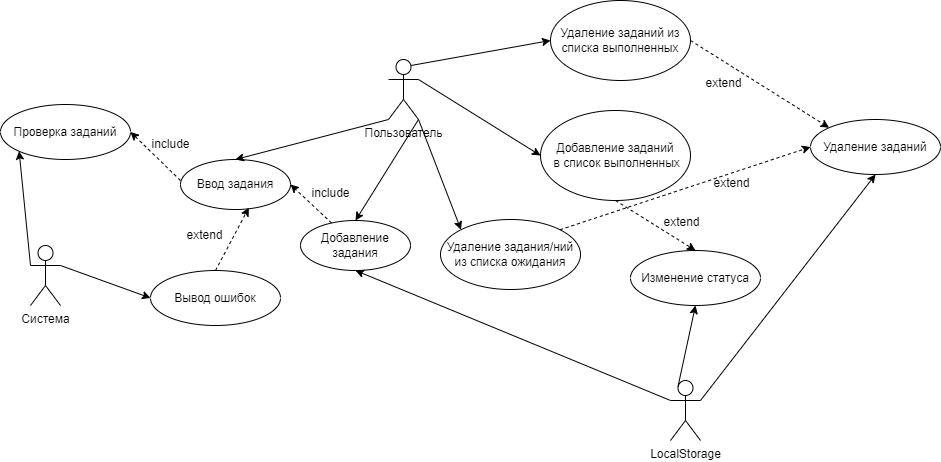 Удаление заданий из
списка выполненных
extend
Пользователь
Проверка заданий
include
Добавление заданий
в список выполненных
Удаление заданий
Ввод задания
include
extend
extend
extend
Добавление
задания
Удаление задания/ний
из списка ожидания
Изменение статуса
Вывод ошибок
Система
LocalStorage